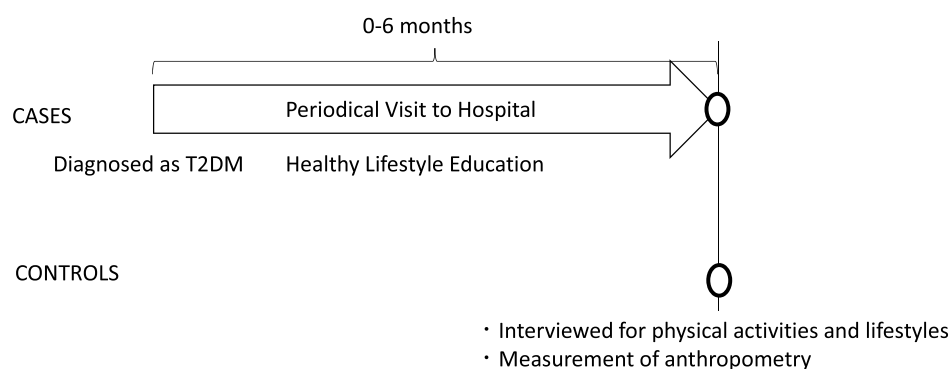 0-6 months
CASES
Periodical Visit to Hospital
Diagnosed as T2DM
Healthy Lifestyle Education
CONTROLS
・Interviewed for physical activities and lifestyles
・Measurement of anthropometry